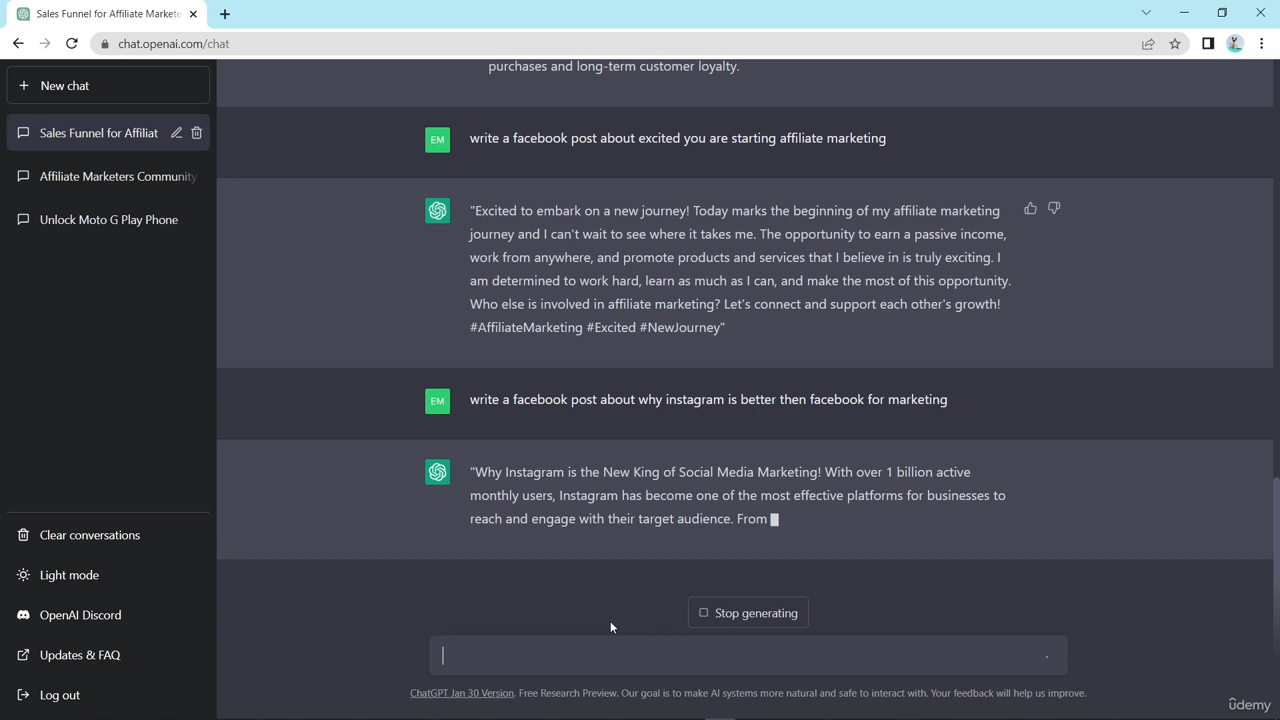 Sales Funnel for Affiliate Markete
chat.openai.com/chat
New chat
Sales Funnel for Affiliat
Affiliate Marketers Community
Unlock Moto G Play Phone
Clear conversations
Light mode
OpenAI Discord
Updates & FAQ
Log out
purchases and long-term customer loyalty.
EM
write a facebook post about excited you are starting affiliate marketing
"Excited to embark on a new journey! Today marks the beginning of my affiliate marketing
journey and I can't wait to see where it takes me. The opportunity to earn a passive income,
work from anywhere, and promote products and services that I believe in is truly exciting. I
am determined to work hard, learn as much as I can, and make the most of this opportunity.
Who else is involved in affiliate marketing? Let's connect and support each other's growth!
#AffiliateMarketing #Excited #NewJourney"
EM
write a facebook post about why instagram is better then facebook for marketing
"Why Instagram is the New King of Social Media Marketing! With over 1 billion active
monthly users, Instagram has become one of the most effective platforms for businesses to
reach and engage with their target audience. From
Stop generating
ChatGPT Jan 30 Version. Free Research Preview. Our goal is to make AI systems more natural and safe to interact with. Your feedback will help us improve.
ûdemy